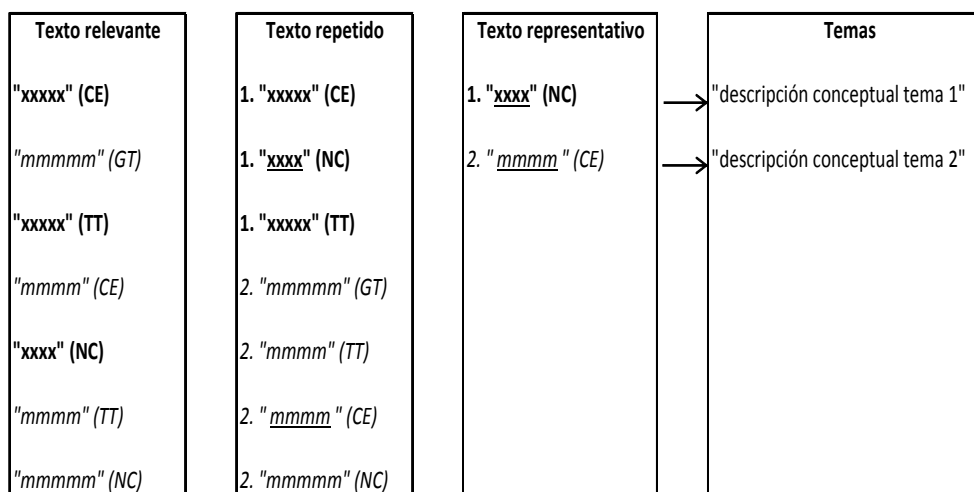 Texto relevante
"xxxxx" (CE)
"mmmmm" (GT)
"xxxxx" (TT)
"mmmm" (CE)
"xxxx" (NC)
"mmmm" (TT)
"mmmmm" (NC)
Texto repetido
1. "xxxxx" (CE)
1. "xxxx" (NC)
1. "xxxxx" (TT)
2. "mmmmm" (GT)
2. "mmmm" (TT)
2. " mmmm " (CE)
2. "mmmmm" (NC)
Texto representativo
1. "xxxx" (NC)
2. " mmmm " (CE)
Temas
"descripción conceptual tema 1"
"descripción conceptual tema 2"